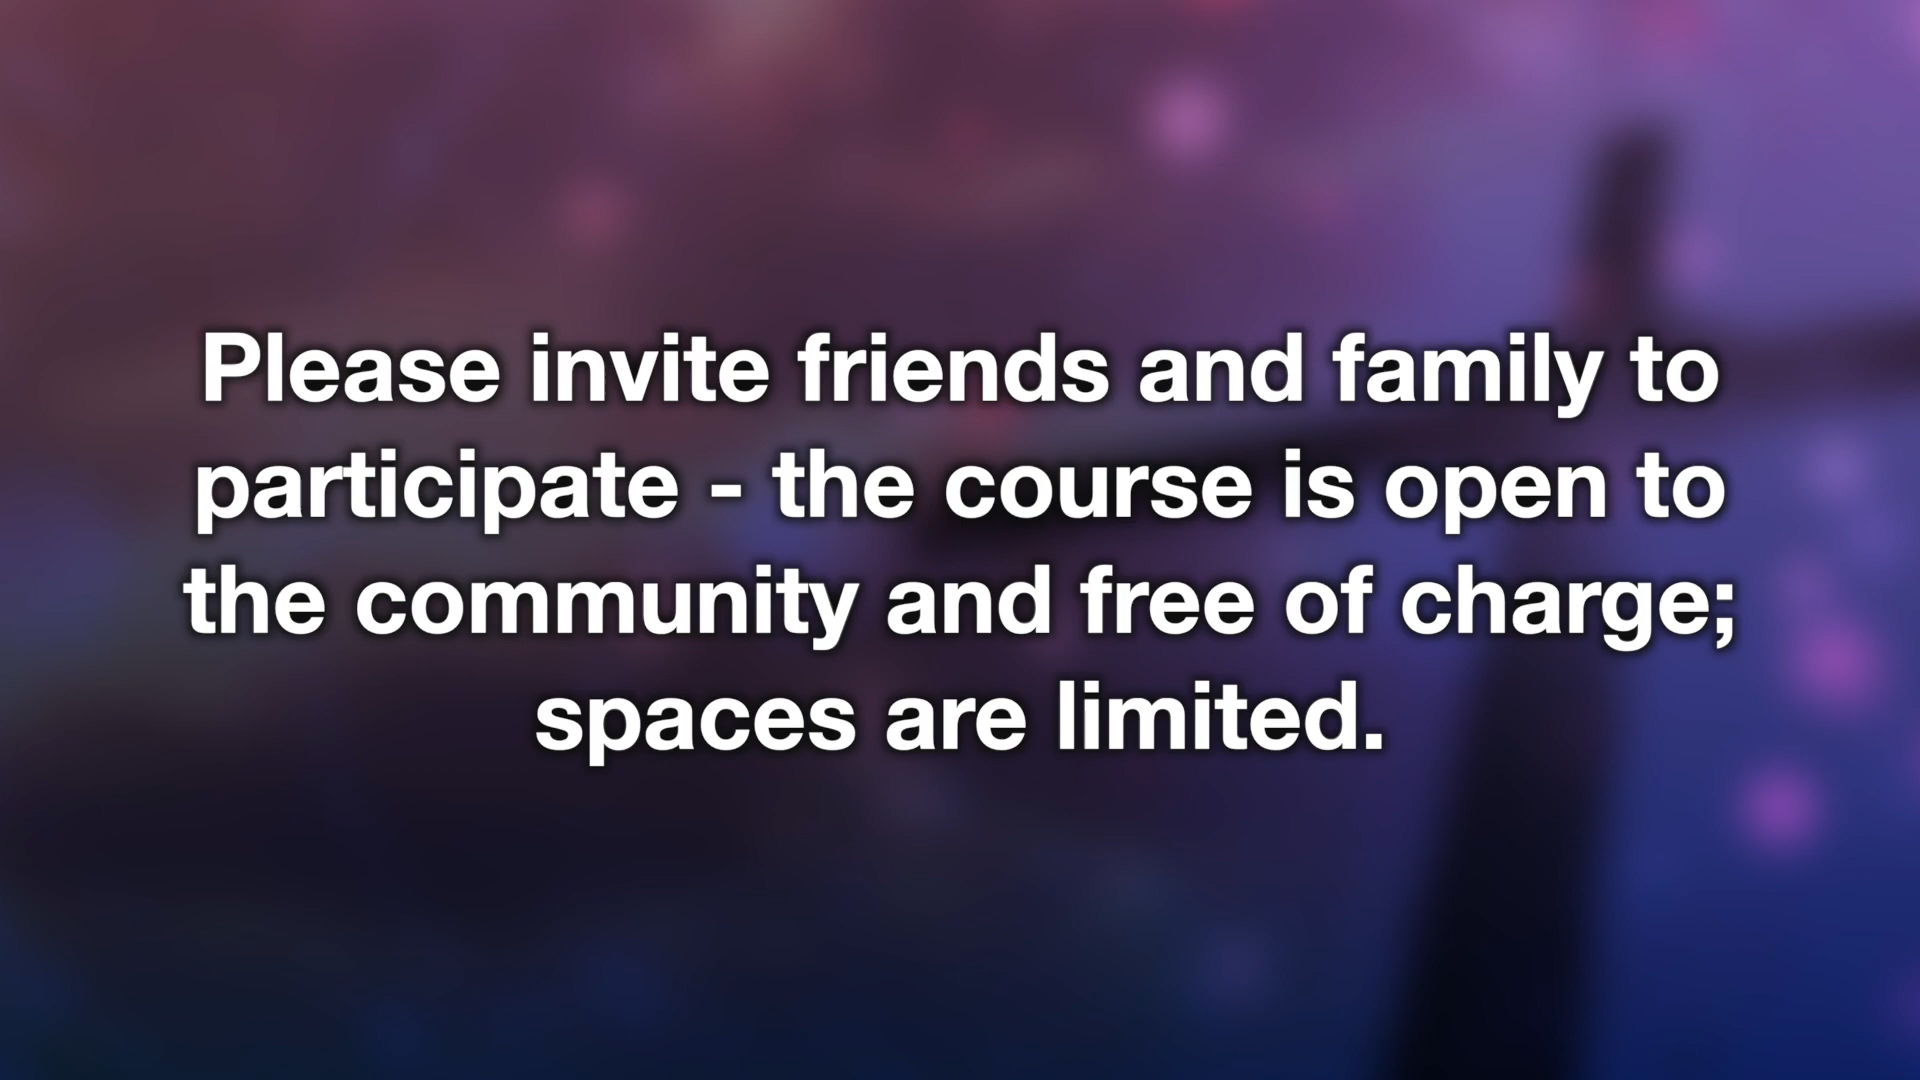 Please invite friends and family to
participate - the course is open to
the community and free of charge;
spaces are limited.